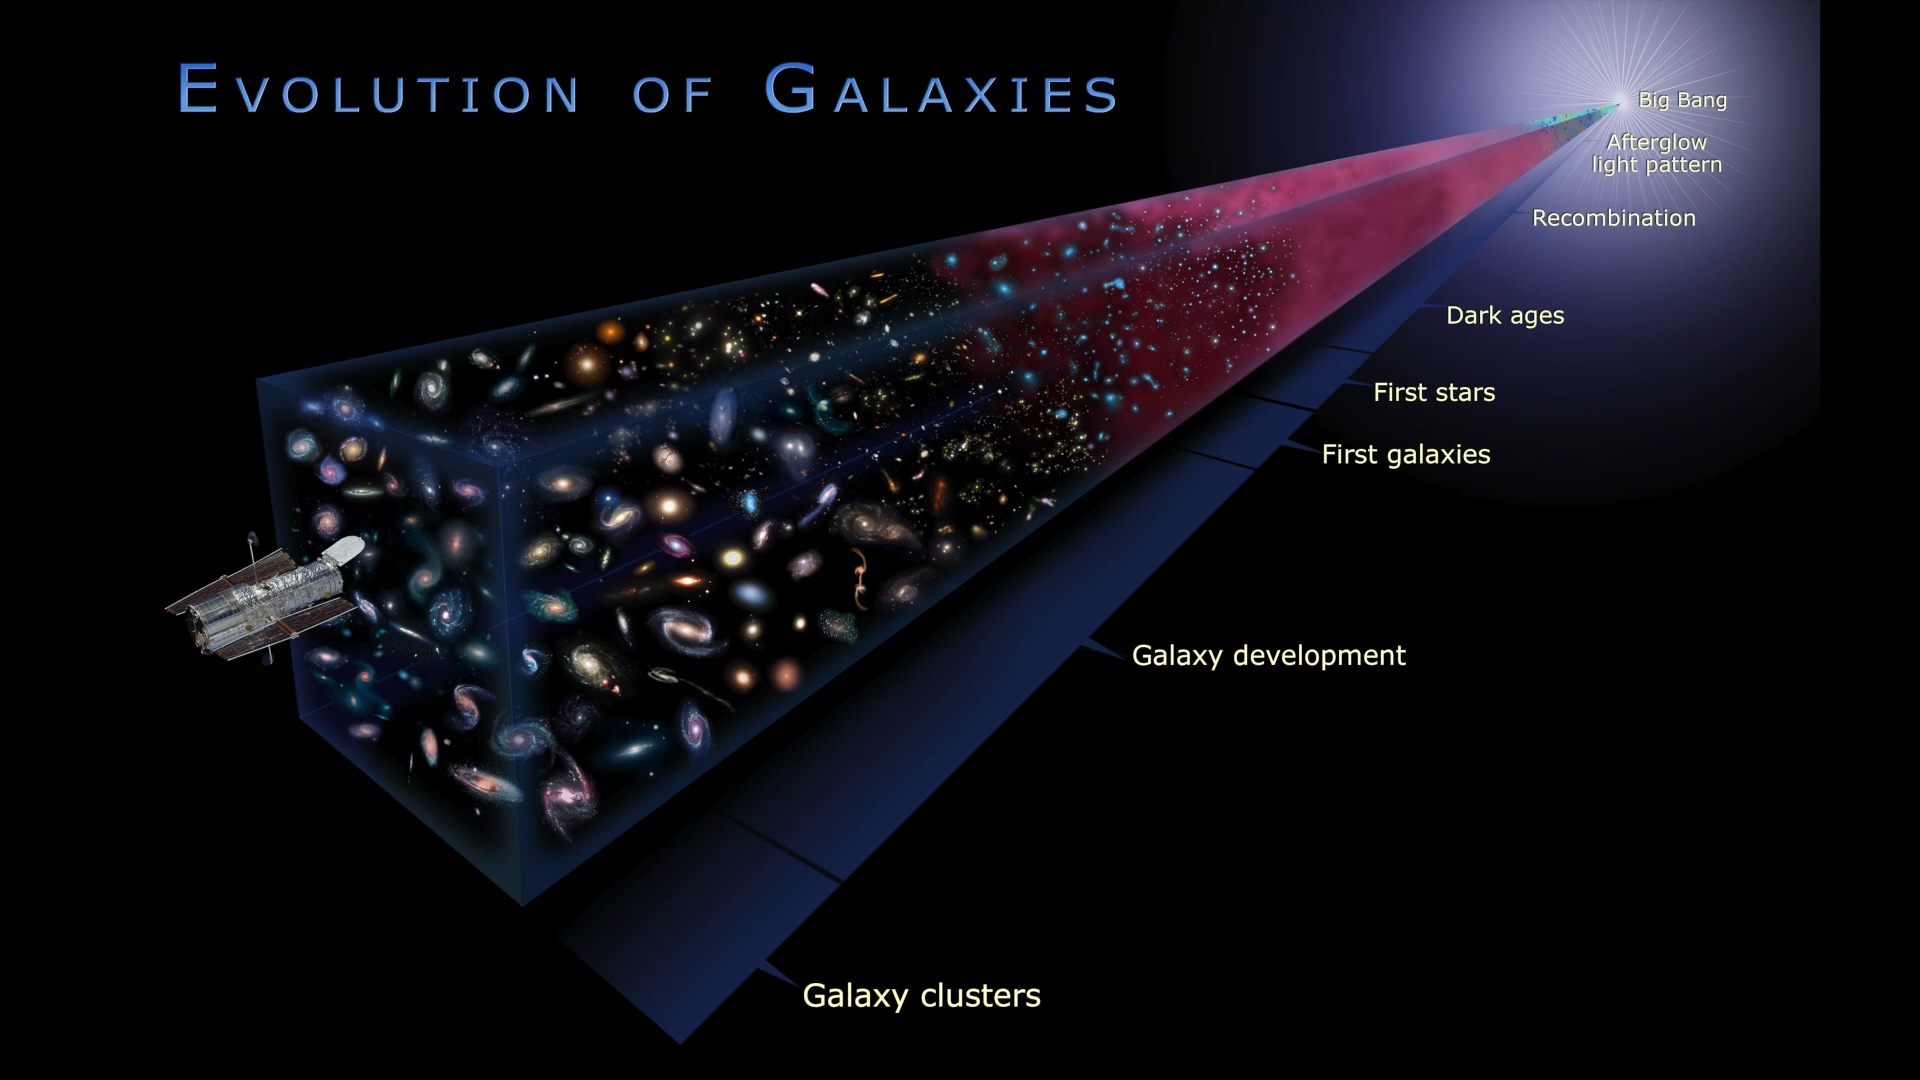 EVOLUTION OF GALAXIES
Big Bang
Afterglow
light pattern
Recombination
Dark ages
First stars
First galaxies
Galaxy development
Galaxy clusters